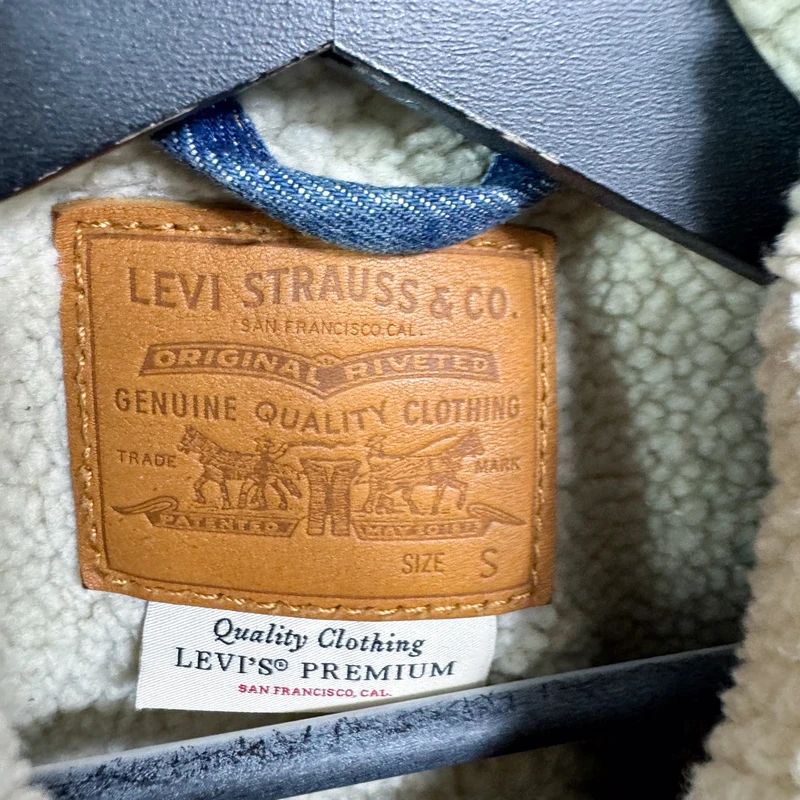 LEVI STRAUSS & CO.
SAN FRANCISCO CAL.
ORIGINAL RIVETED
GENUINE QUALITY CLOTHING
TRADE MARK
PATENTED MAY 20 1873
SIZE S
Quality Clothing
LEVI'S® PREMIUM
SAN FRANCISCO, CAL.